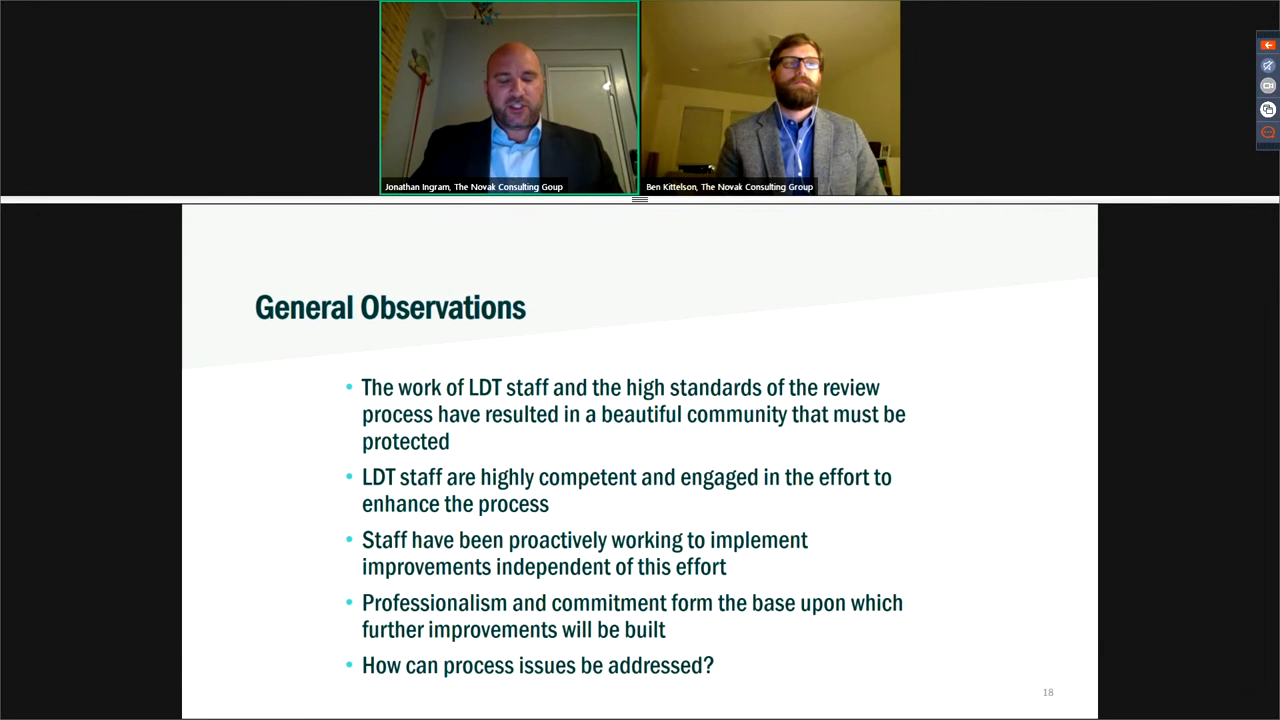 Jonathan Ingram, The Novak Consulting Goup
Ben Kittelson, The Novak Consulting Group
General Observations
• The work of LDT staff and the high standards of the review
process have resulted in a beautiful community that must be
protected
• LDT staff are highly competent and engaged in the effort to
enhance the process
• Staff have been proactively working to implement
improvements independent of this effort
• Professionalism and commitment form the base upon which
further improvements will be built
• How can process issues be addressed?
18